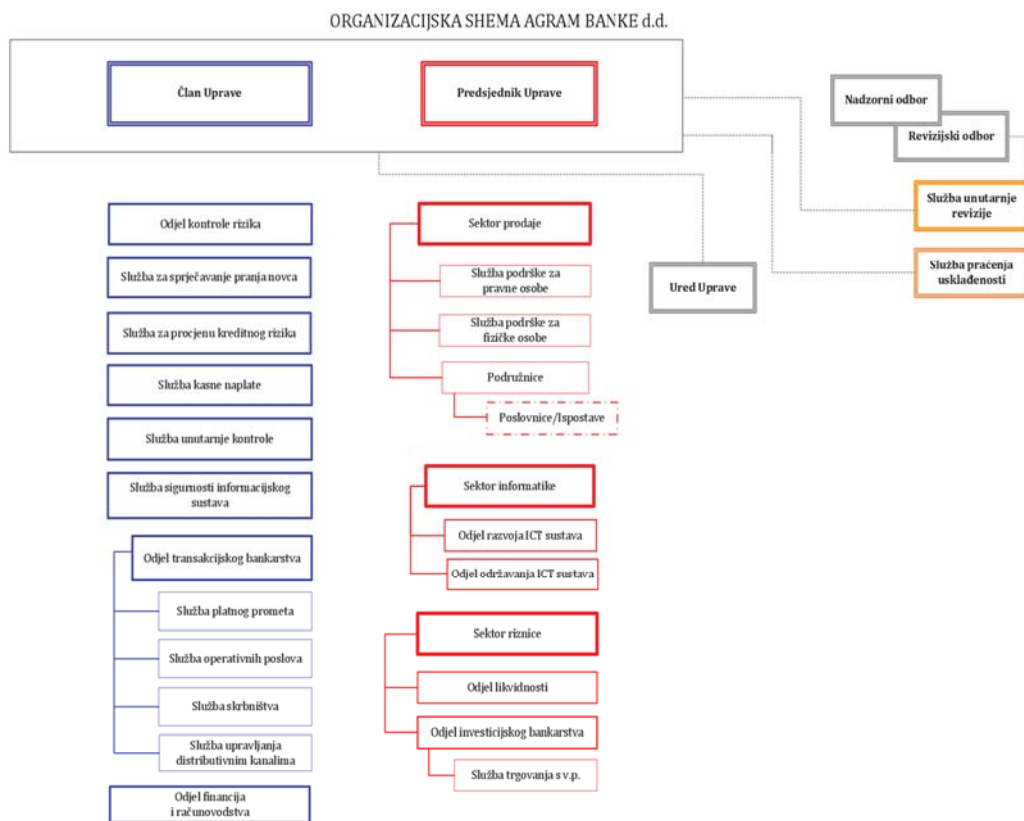 ORGANIZACIJSKA SHEMA AGRAM BANKE d.d.
Član Uprave
Predsjednik Uprave
Nadzorni odbor
Revizijski odbor
Služba unutarnje
revizije
Služba praćenja
usklađenosti
Ured Uprave
Odjel kontrole rizika
Služba za sprječavanje pranja novca
Služba za procjenu kreditnog rizika
Služba kasne naplate
Služba unutarnje kontrole
Služba sigurnosti informacijskog
sustava
Odjel transakcijskog bankarstva
Služba platnog prometa
Služba operativnih poslova
Služba skrbništva
Služba upravljanja
distributivnim kanalima
Odjel financija
i računovodstva
Sektor prodaje
Služba podrške za
pravne osobe
Služba podrške za
fizičke osobe
Podružnice
Poslovnice/Ispostave
Sektor informatike
Odjel razvoja ICT sustava
Odjel održavanja ICT sustava
Sektor riznice
Odjel likvidnosti
Odjel investicijskog bankarstva
Služba trgovanja s v.p.